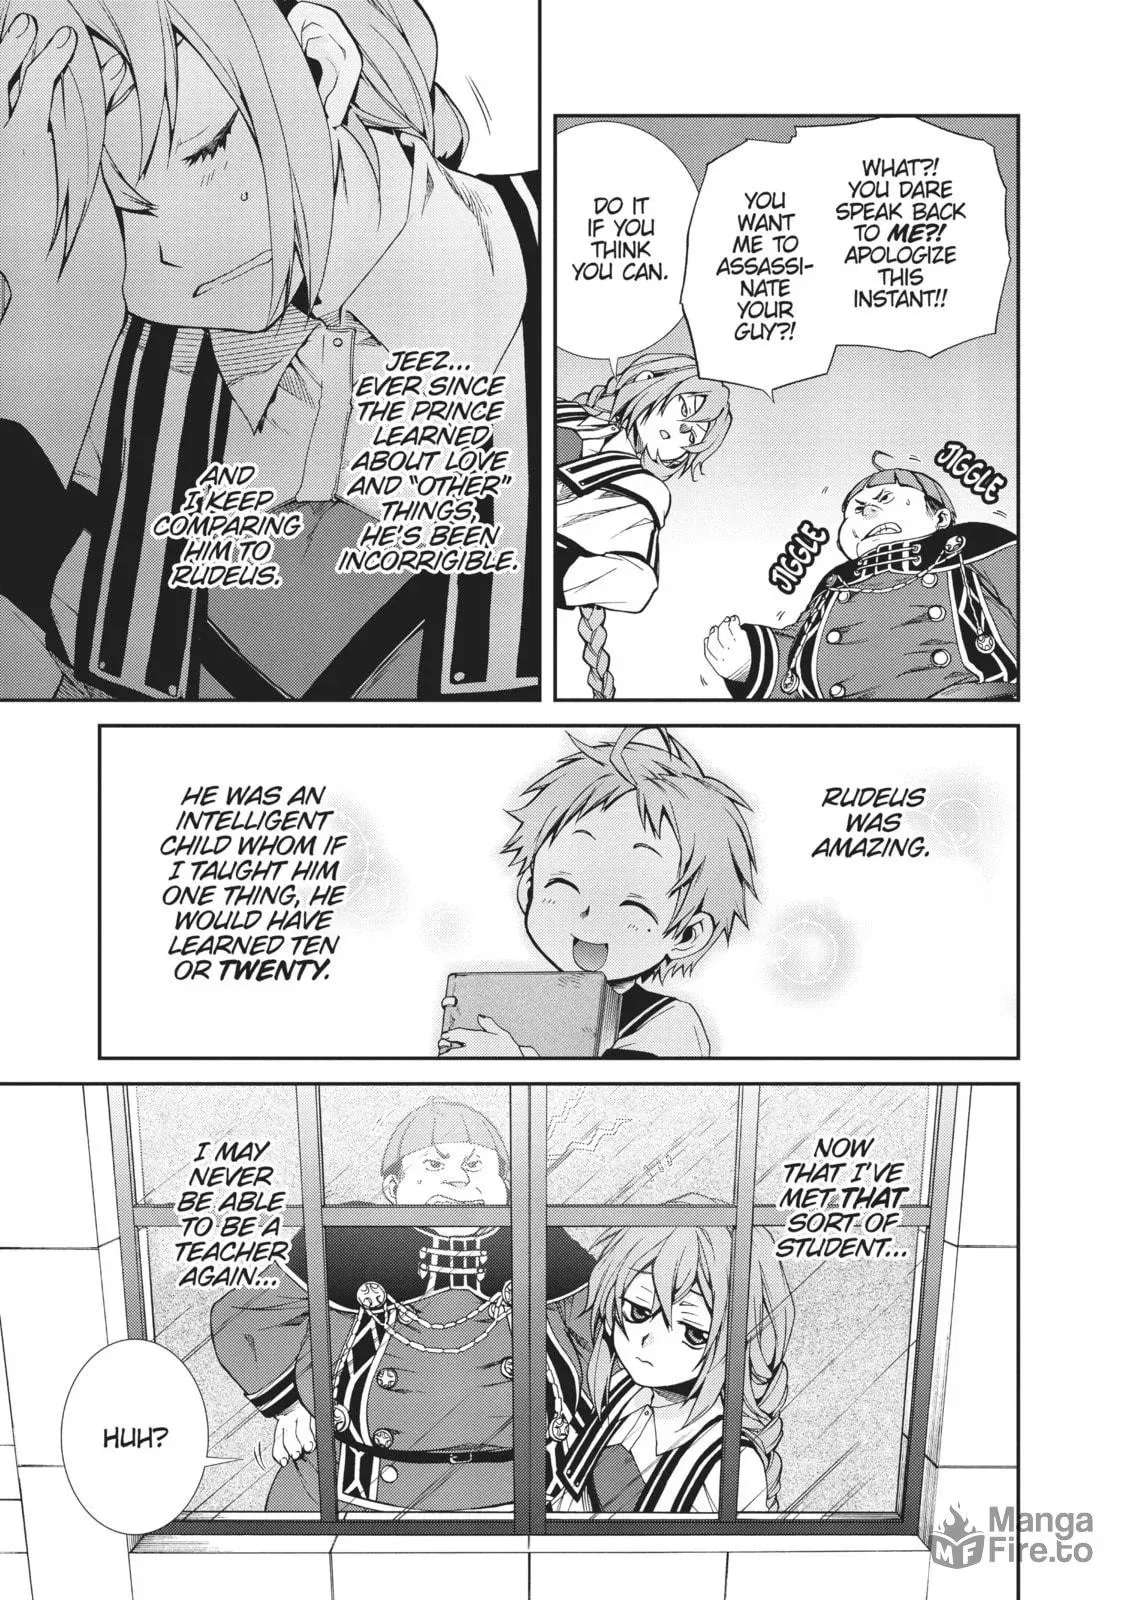 WHAT?!
YOU DARE
SPEAK BACK
TO ME?!
APOLOGIZE
THIS
INSTANT!!
YOU
WANT
ME TO
ASSASSI-
NATE
YOUR
GUY?!
DO IT
IF YOU
THINK
YOU CAN.
JIGGLE
JIGGLE
JEEZ...
EVER SINCE
THE PRINCE
LEARNED
ABOUT LOVE
AND "OTHER"
THINGS,
HE'S BEEN
INCORRIGIBLE.
AND
I KEEP
COMPARING
HIM TO
RUDEUS.
RUDEUS
WAS
AMAZING.
HE WAS AN
INTELLIGENT
CHILD WHOM IF
I TAUGHT HIM
ONE THING, HE
WOULD HAVE
LEARNED TEN
OR TWENTY.
NOW
THAT I'VE
MET THAT
SORT OF
STUDENT...
I MAY
NEVER
BE ABLE
TO BE A
TEACHER
AGAIN...
HUH?
Manga
Fire.to
MF